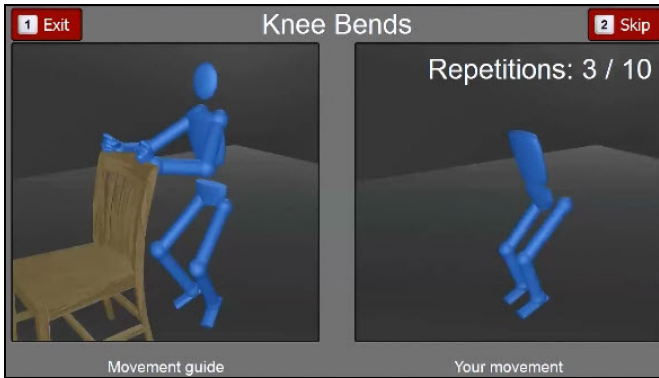 1 Exit
Knee Bends
2 Skip
Repetitions: 3 / 10
Movement guide
Your movement